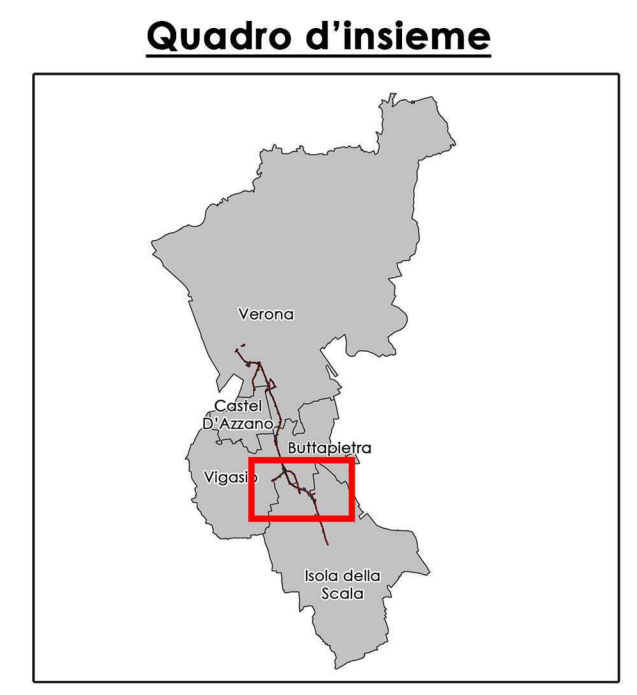 Quadro d'insieme
Verona
Castel
D'Azzano
Buttapietra
Vigasio
Isola della
Scala